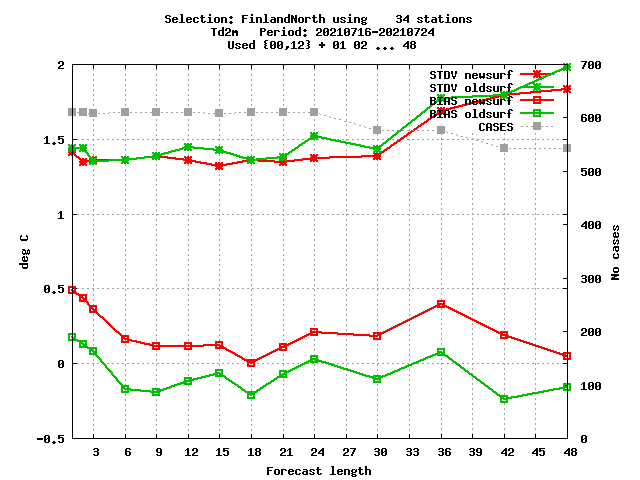 Selection: FinlandNorth using    34 stations
Td2m   Period: 20210716-20210724
Used {00,12} + 01 02 ... 48
STDV newsurf
STDV oldsurf
BIAS newsurf
BIAS oldsurf
CASES
2
1.5
1
0.5
0
-0.5
deg C
700
600
500
400
300
200
100
0
No cases
3 6 9 12 15 18 21 24 27 30 33 36 39 42 45 48
Forecast length